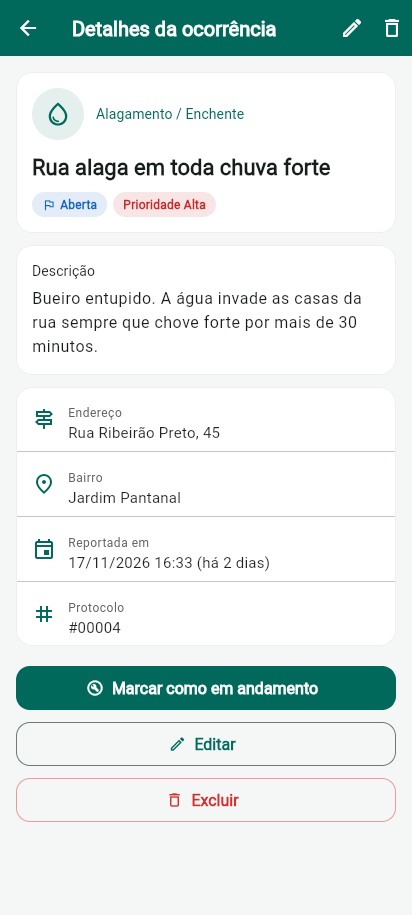 Detalhes da ocorrência
Alagamento / Enchente
Rua alaga em toda chuva forte
Aberta
Prioridade Alta
Descrição
Bueiro entupido. A água invade as casas da
rua sempre que chove forte por mais de 30
minutos.
Endereço
Rua Ribeirão Preto, 45
Bairro
Jardim Pantanal
Reportada em
17/11/2026 16:33 (há 2 dias)
Protocolo
#00004
Marcar como em andamento
Editar
Excluir